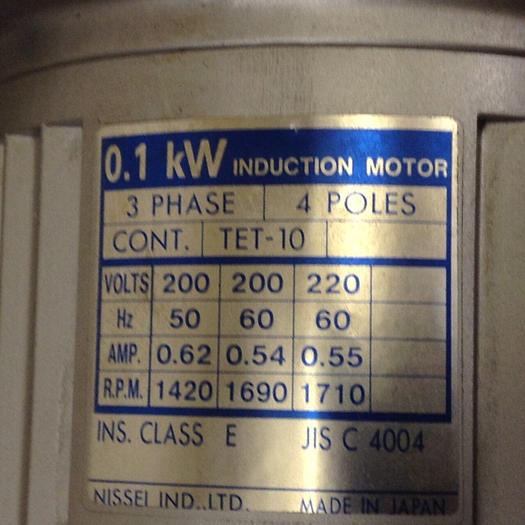 0.1 kW INDUCTION MOTOR
3 PHASE 4 POLES
CONT. TET-10
VOLTS 200 200 220
Hz 50 60 60
AMP. 0.62 0.54 0.55
R.P.M. 1420 1690 1710
INS. CLASS E JIS C 4004
NISSEI IND.,LTD. MADE IN JAPAN